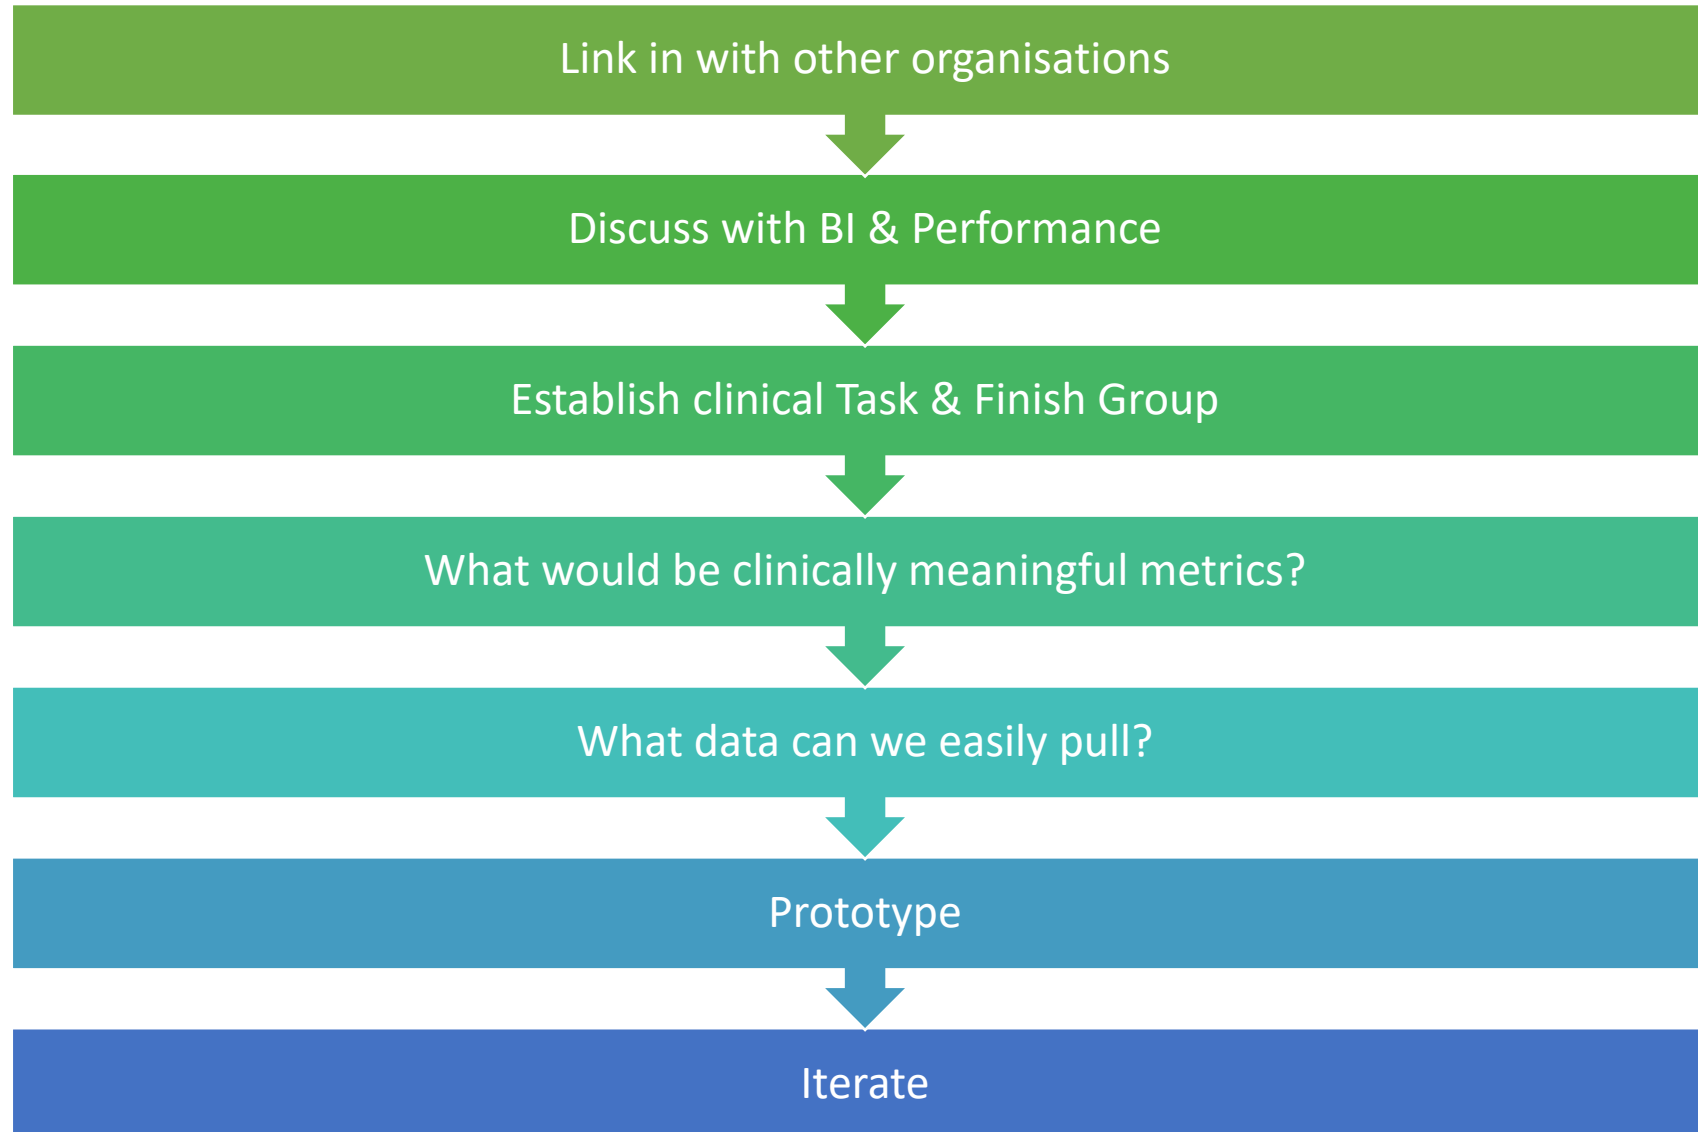 Link in with other organisations
Discuss with BI & Performance
Establish clinical Task & Finish Group
What would be clinically meaningful metrics?
What data can we easily pull?
Prototype
Iterate